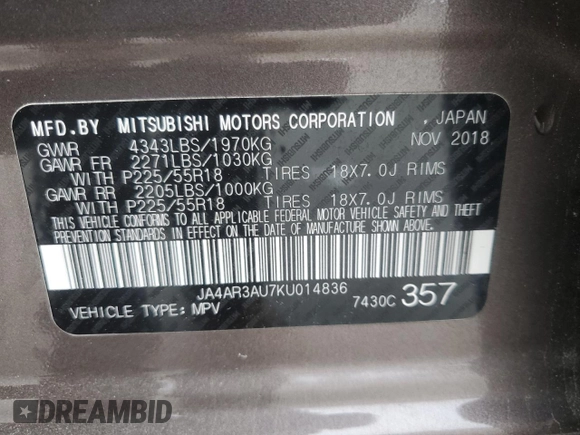 MFD.BY MITSUBISHI MOTORS CORPORATION , JAPAN
GVWR 4343LBS/1970KG NOV 2018
GAWR FR 2271LBS/1030KG
WITH P225/55R18 TIRES 18X7.0J RIMS
GAWR RR 2205LBS/1000KG
WITH P225/55R18 TIRES 18X7.0J RIMS
THIS VEHICLE CONFORMS TO ALL APPLICABLE FEDERAL MOTOR VEHICLE SAFETY AND THEFT
PREVENTION STANDARDS IN EFFECT ON THE DATE OF MANUFACTURE SHOWN ABOVE.
JA4AR3AU7KU014836
VEHICLE TYPE: MPV 7430C 357
DREAMBID